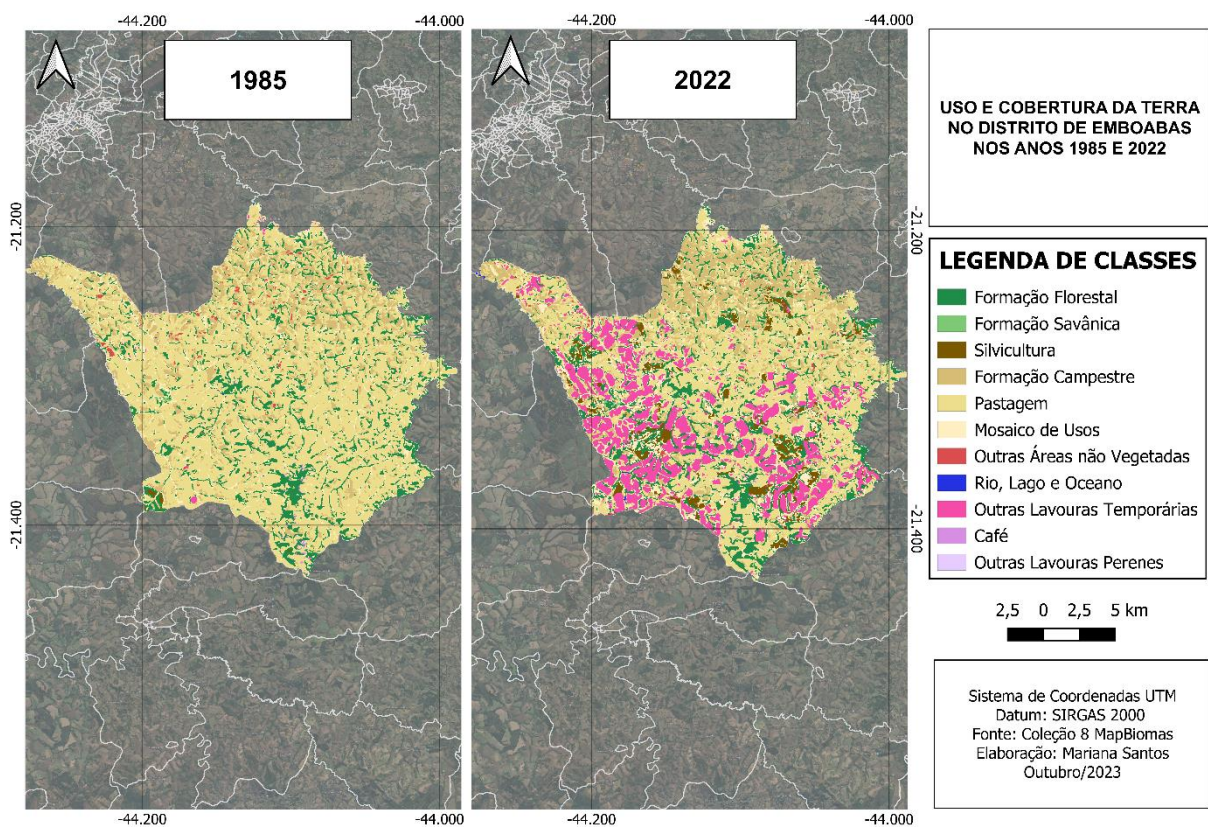 -44.200
-44.000
-44.200
-44.000
1985
2022
-21.200
-21.400
-21.200
-21.400
-44.200
-44.000
-44.200
-44.000
USO E COBERTURA DA TERRA
NO DISTRITO DE EMBOABAS
NOS ANOS 1985 E 2022
LEGENDA DE CLASSES
Formação Florestal
Formação Savânica
Silvicultura
Formação Campestre
Pastagem
Mosaico de Usos
Outras Áreas não Vegetadas
Rio, Lago e Oceano
Outras Lavouras Temporárias
Café
Outras Lavouras Perenes
2,5 0 2,5 5 km
Sistema de Coordenadas UTM
Datum: SIRGAS 2000
Fonte: Coleção 8 MapBiomas
Elaboração: Mariana Santos
Outubro/2023